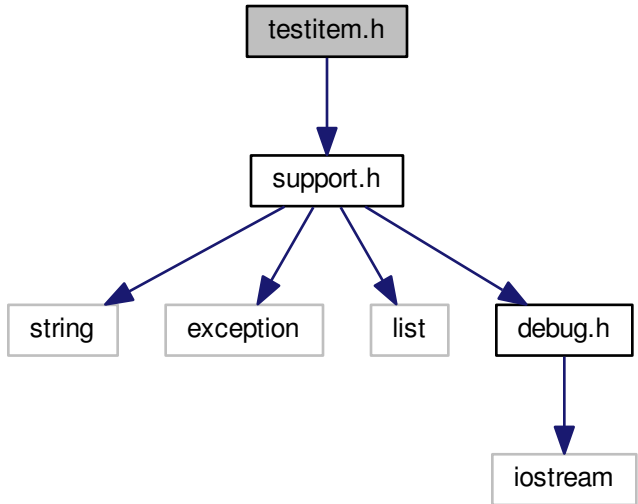 testitem.h
support.h
string
exception
list
debug.h
iostream